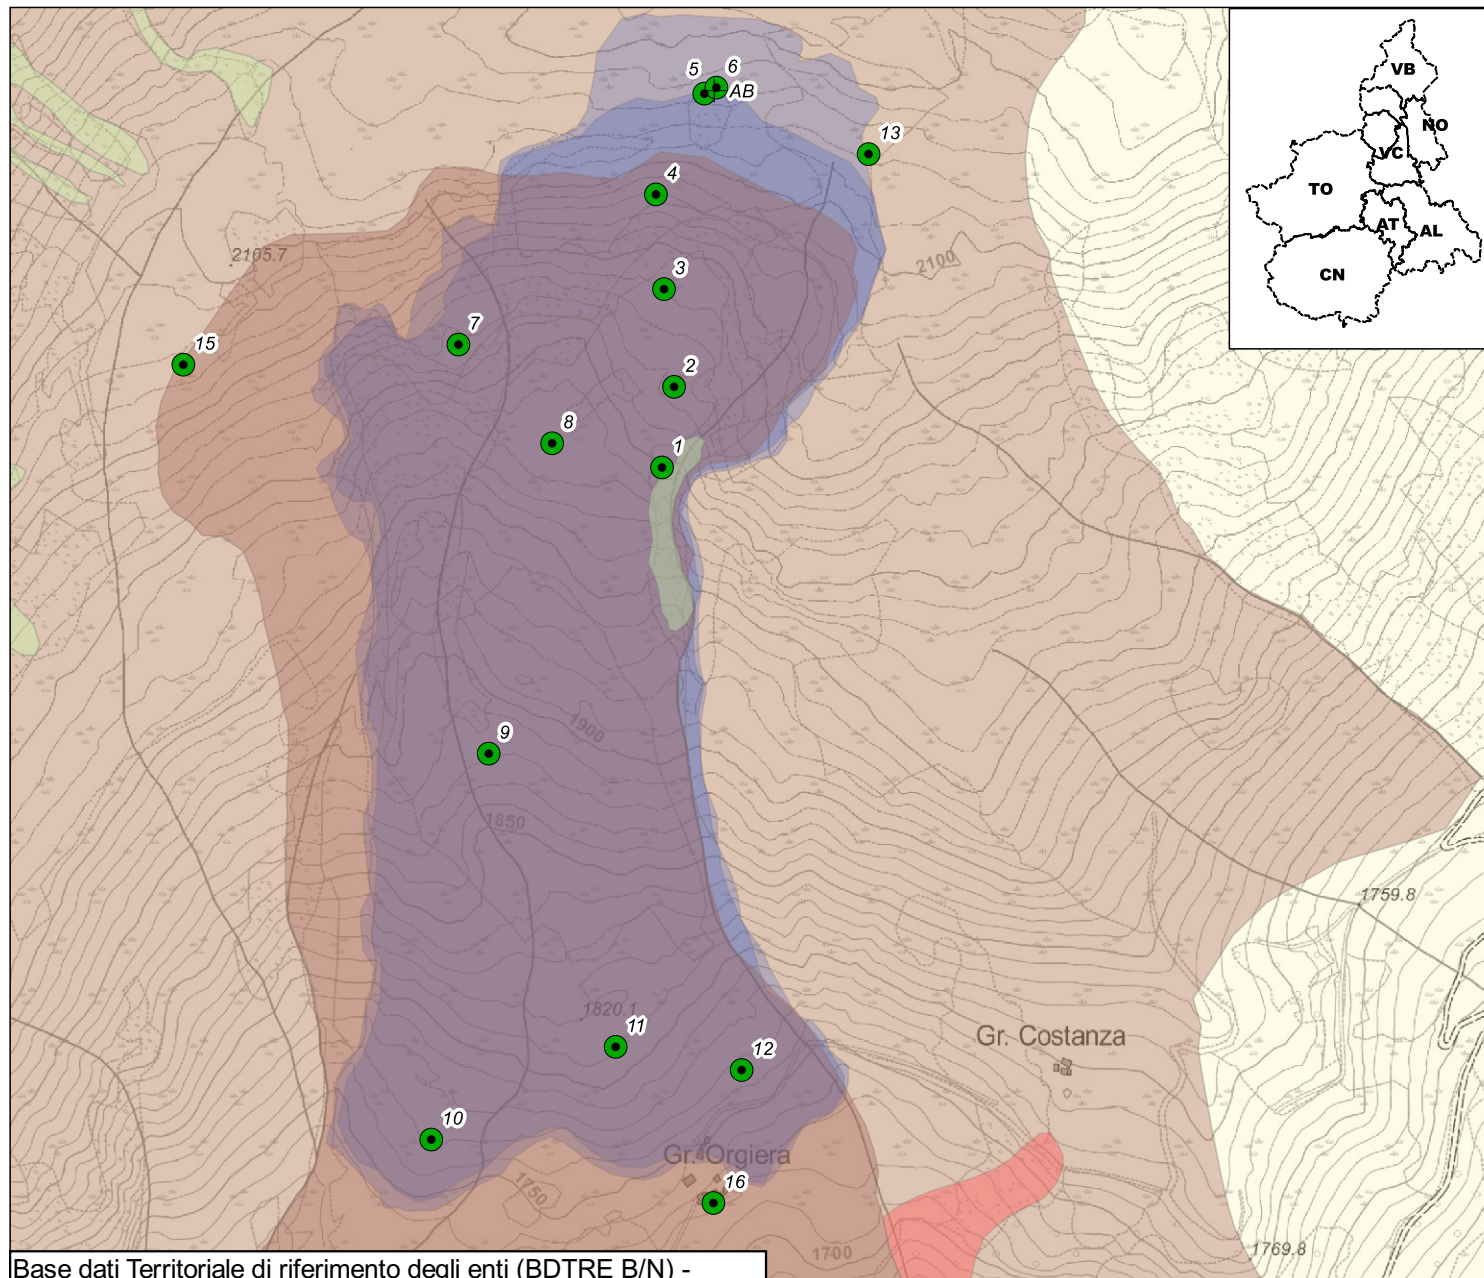 5
6
AB
13
4
2105.7
2100
3
7
15
2
8
1
9
1900
1850
1759.8
1820.1
11
12
Gr. Costanza
10
Gr. Orgiera
1750
16
1700
1769.8
VB
NO
VC
TO
AT
AL
CN
Base dati Territoriale di riferimento degli enti (BDTRE B/N) -